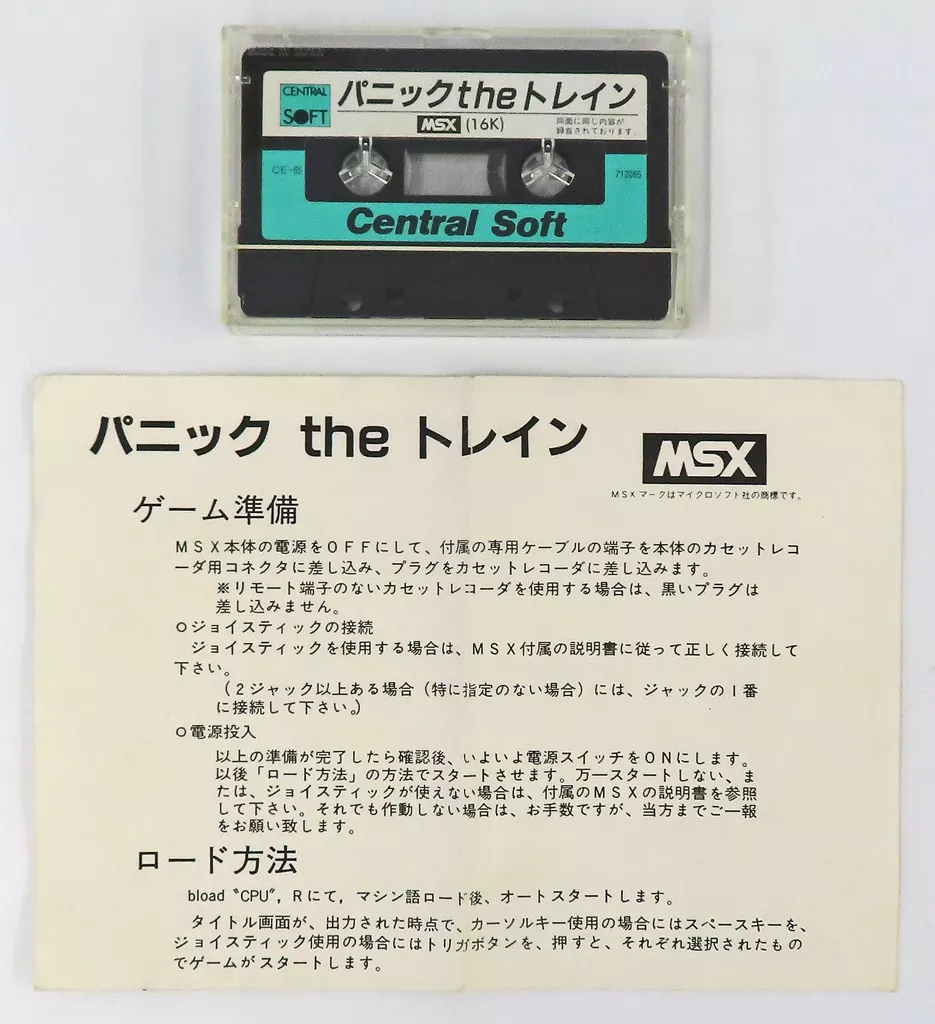 CENTRAL
SOFT
パニックtheトレイン
MSX (16K)
両面に同じ内容が
録音されております。
CE-65
712065
Central Soft
パニック the トレイン
MSX
MSXマークはマイクロソフト社の商標です。
ゲーム準備
MSX本体の電源をOFFにして、付属の専用ケーブルの端子を本体のカセットレコ
ーダ用コネクタに差し込み、プラグをカセットレコーダに差し込みます。
※リモート端子のないカセットレコーダを使用する場合は、黒いプラグは
差し込みません。
○ジョイスティックの接続
ジョイスティックを使用する場合は、MSX付属の説明書に従って正しく接続して
下さい。
（2ジャック以上ある場合（特に指定のない場合）には、ジャックの1番
に接続して下さい。）
○電源投入
以上の準備が完了したら確認後、いよいよ電源スイッチをONにします。
以後「ロード方法」の方法でスタートさせます。万一スタートしない、ま
たは、ジョイスティックが使えない場合は、付属のMSXの説明書を参照
して下さい。それでも作動しない場合は、お手数ですが、当方までご一報
をお願い致します。
ロード方法
bload "CPU", Rにて, マシン語ロード後、オートスタートします。
タイトル画面が、出力された時点で、カーソルキー使用の場合にはスペースキーを、
ジョイスティック使用の場合にはトリガボタンを、押すと、それぞれ選択されたもの
でゲームがスタートします。